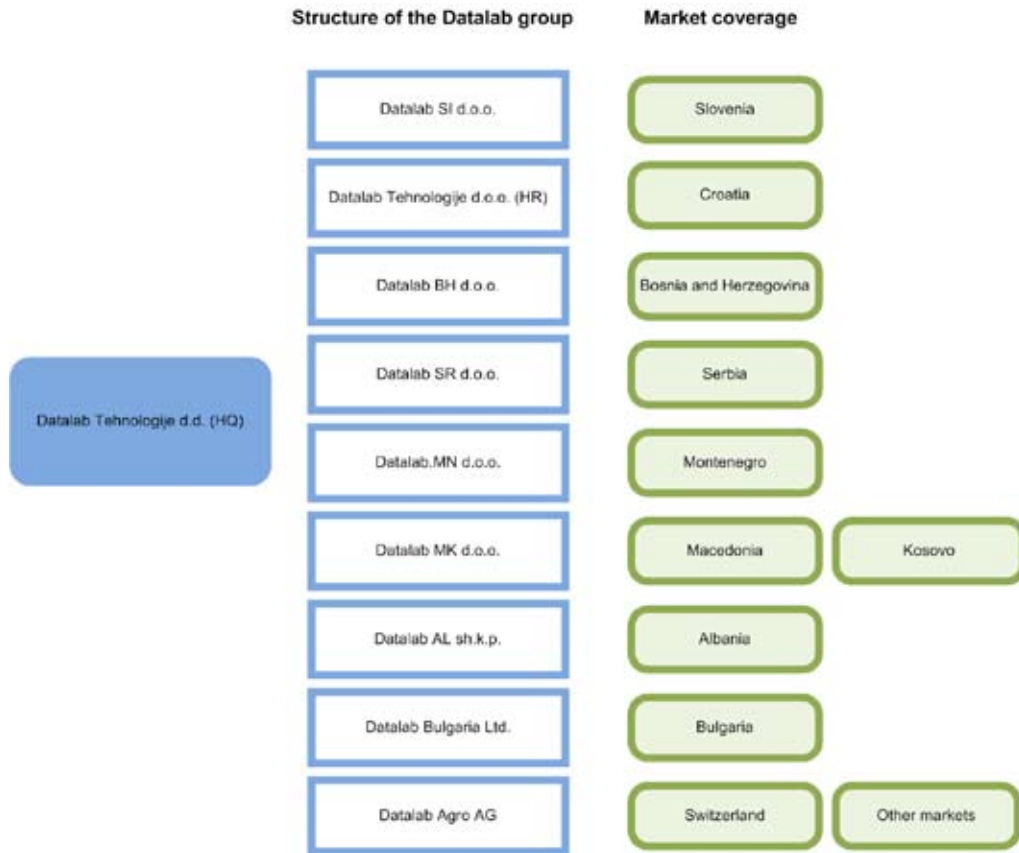 Structure of the Datalab group
Market coverage
Datalab SI d.o.o.
Slovenia
Datalab Tehnologije d.o.o. (HR)
Croatia
Datalab BH d.o.o.
Bosnia and Herzegovina
Datalab SR d.o.o.
Serbia
Datalab Tehnologije d.d. (HQ)
Datalab.MN d.o.o.
Montenegro
Datalab MK d.o.o.
Macedonia
Kosovo
Datalab AL sh.k.p.
Albania
Datalab Bulgaria Ltd.
Bulgaria
Datalab Agro AG
Switzerland
Other markets